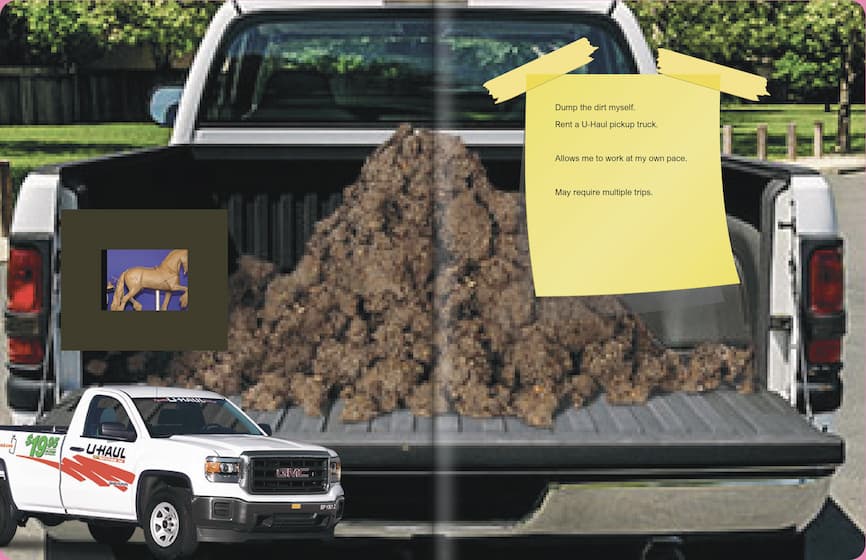 Dump the dirt myself.
Rent a U-Haul pickup truck.
Allows me to work at my own pace.
May require multiple trips.
U-HAUL
$19.95
U-HAUL
GMC